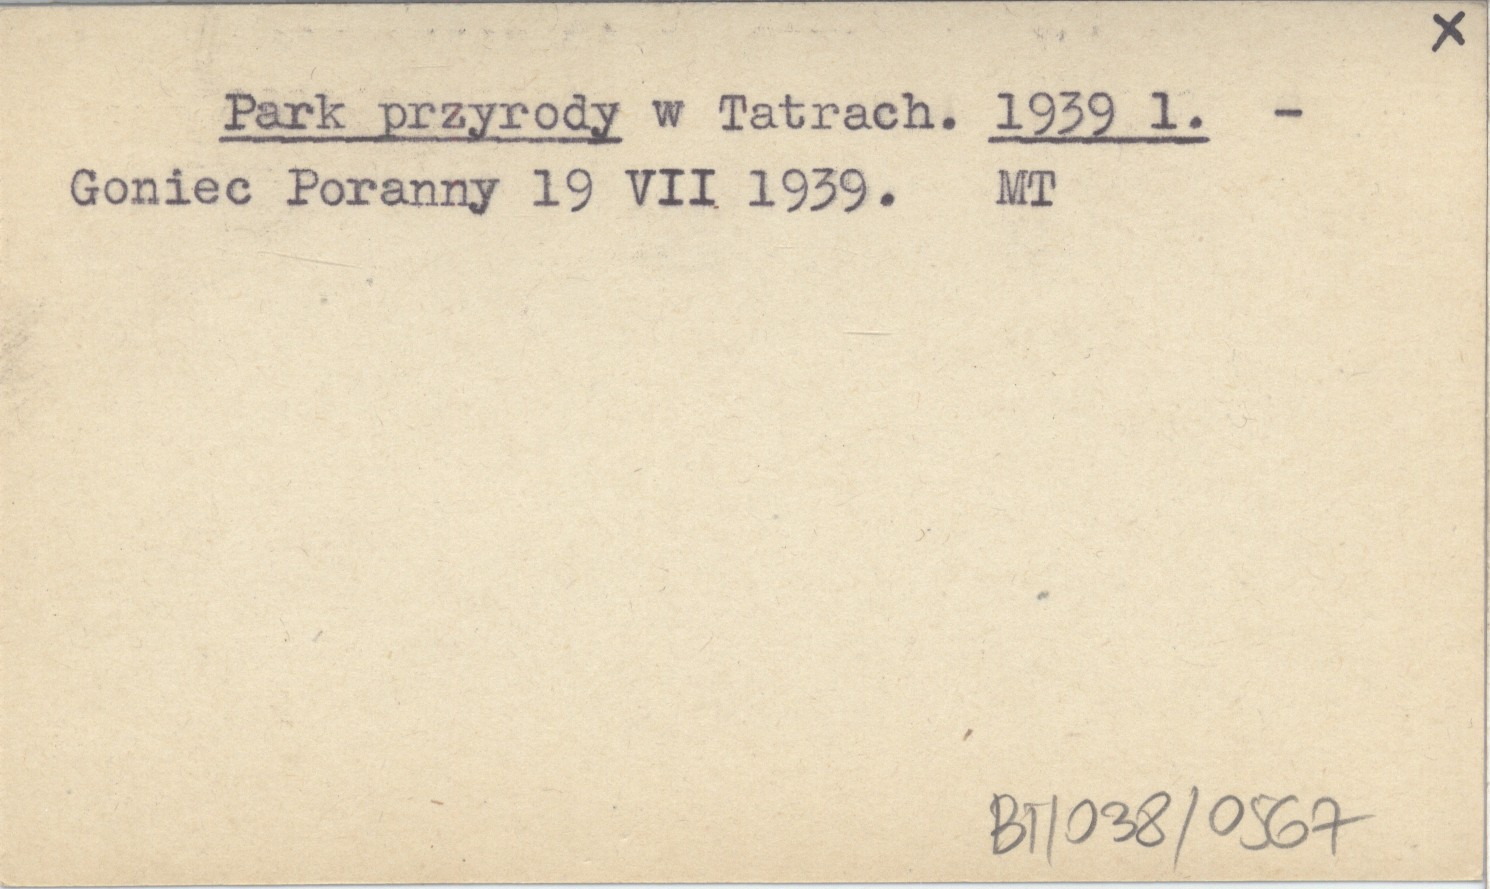 x
Park przyrody w Tatrach. 1939 l. -
Goniec Poranny 19 VII 1939. MT
BT/038/0567